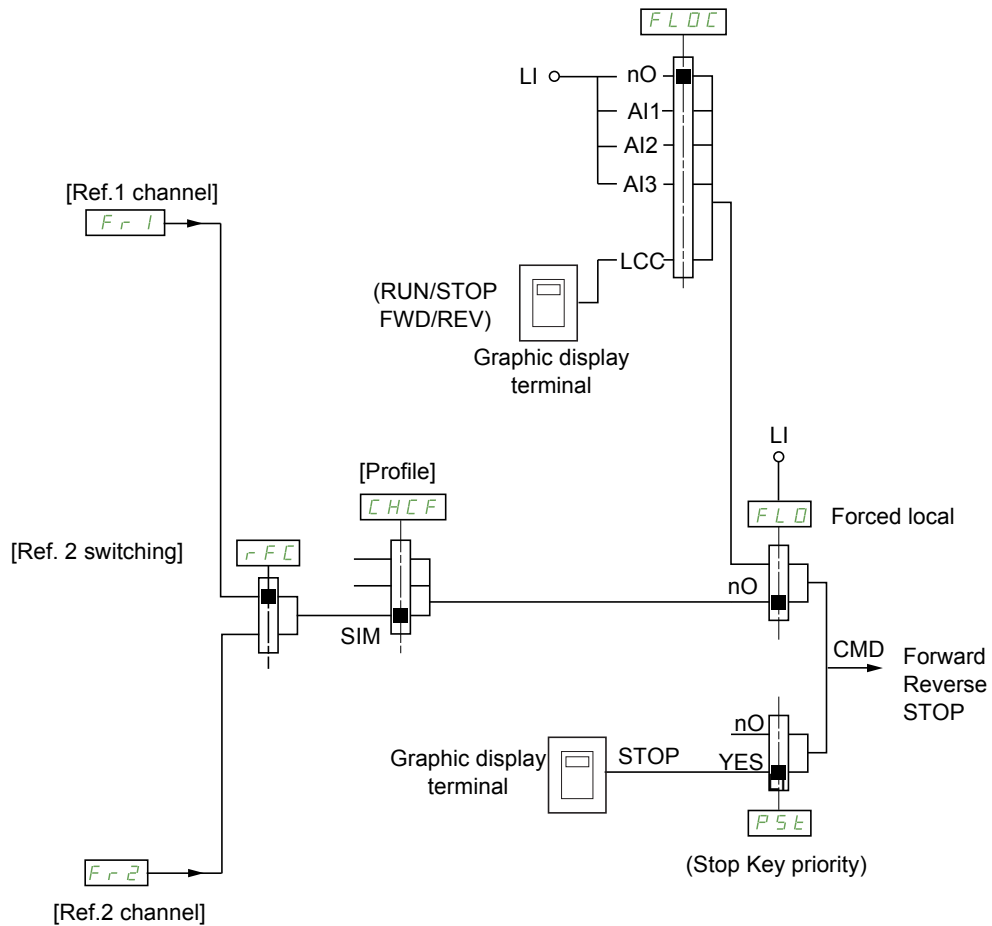 FLOC
LI
nO
AI1
AI2
AI3
LCC
[Ref.1 channel]
Fr1
(RUN/STOP
FWD/REV)
Graphic display
terminal
LI
[Profile]
CHCF
FLO
Forced local
[Ref. 2 switching]
rFC
nO
SIM
CMD
Forward
Reverse
STOP
nO
Graphic display
terminal
STOP
YES
PSt
(Stop Key priority)
Fr2
[Ref.2 channel]